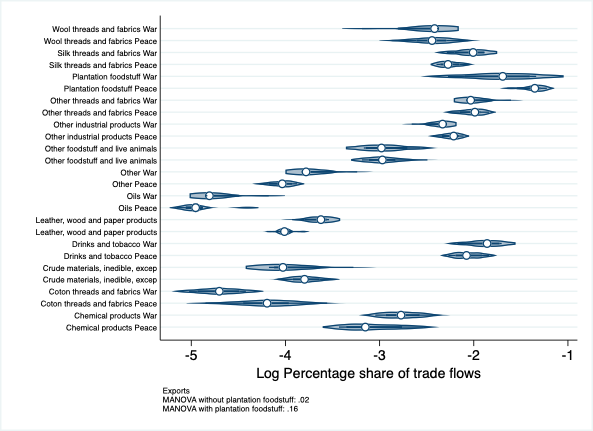 Wool threads and fabrics War
Wool threads and fabrics Peace
Silk threads and fabrics War
Silk threads and fabrics Peace
Plantation foodstuff War
Plantation foodstuff Peace
Other threads and fabrics War
Other threads and fabrics Peace
Other industrial products War
Other industrial products Peace
Other foodstuff and live animals
Other foodstuff and live animals
Other War
Other Peace
Oils War
Oils Peace
Leather, wood and paper products
Leather, wood and paper products
Drinks and tobacco War
Drinks and tobacco Peace
Crude materials, inedible, excep
Crude materials, inedible, excep
Coton threads and fabrics War
Coton threads and fabrics Peace
Chemical products War
Chemical products Peace
-5 -4 -3 -2 -1
Log Percentage share of trade flows
Exports
MANOVA without plantation foodstuff: .02
MANOVA with plantation foodstuff: .16